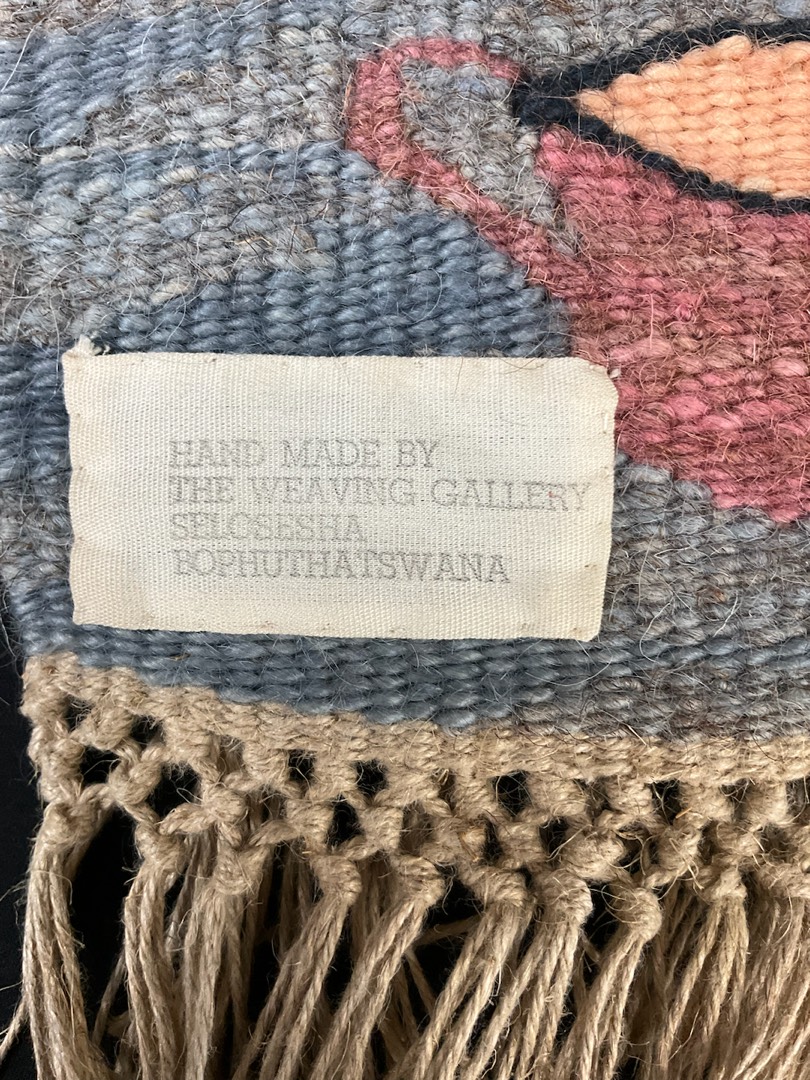 HAND MADE BY
THE WEAVING GALLERY
SELOSESHA
BOPHUTHATSWANA